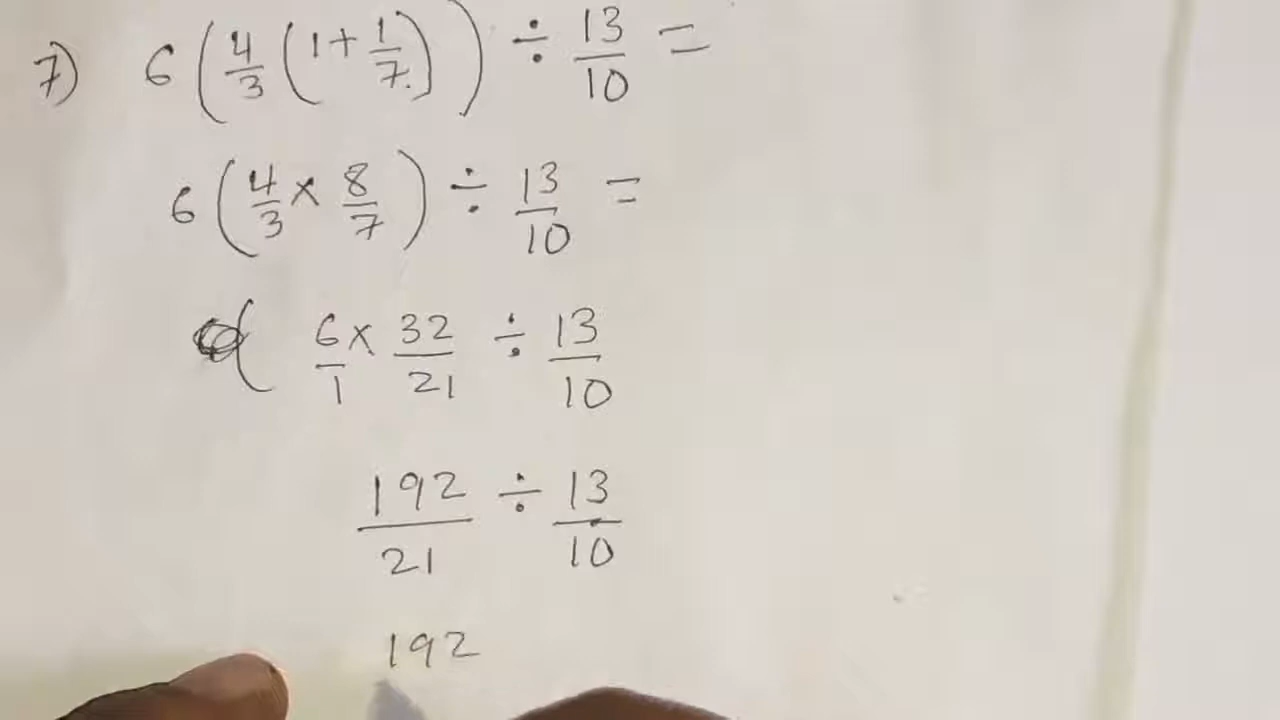 7) 6(4/3(1+1/7)) ÷ 13/10 =
6(4/3 × 8/7) ÷ 13/10 =
( 6/1 × 32/21 ÷ 13/10
192/21 ÷ 13/10
192